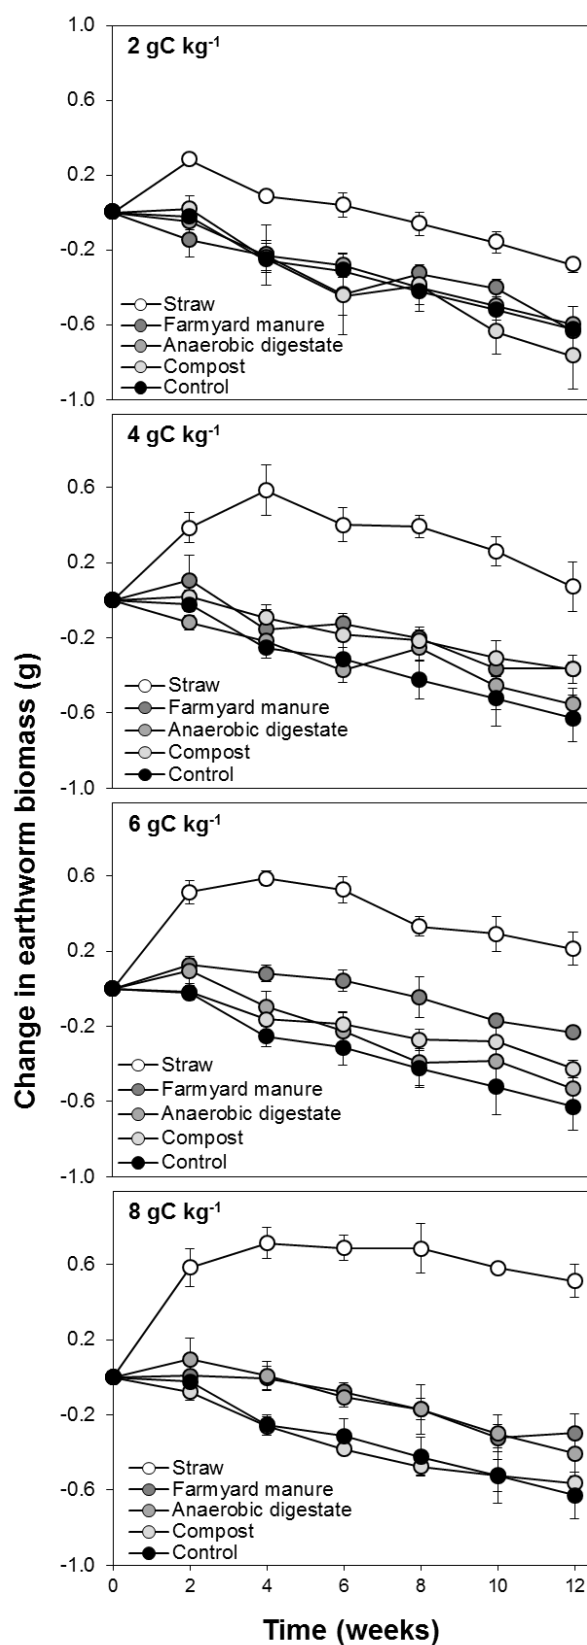 Change in earthworm biomass (g)
1.0
2 gC kg-1
0.6
0.2
-0.2
-0.6
-1.0
Straw
Farmyard manure
Anaerobic digestate
Compost
Control
4 gC kg-1
0.6
0.2
-0.2
-0.6
-1.0
Straw
Farmyard manure
Anaerobic digestate
Compost
Control
6 gC kg-1
0.6
0.2
-0.2
-0.6
-1.0
Straw
Farmyard manure
Anaerobic digestate
Compost
Control
8 gC kg-1
0.6
0.2
-0.2
-0.6
-1.0
Straw
Farmyard manure
Anaerobic digestate
Compost
Control
0 2 4 6 8 10 12
Time (weeks)